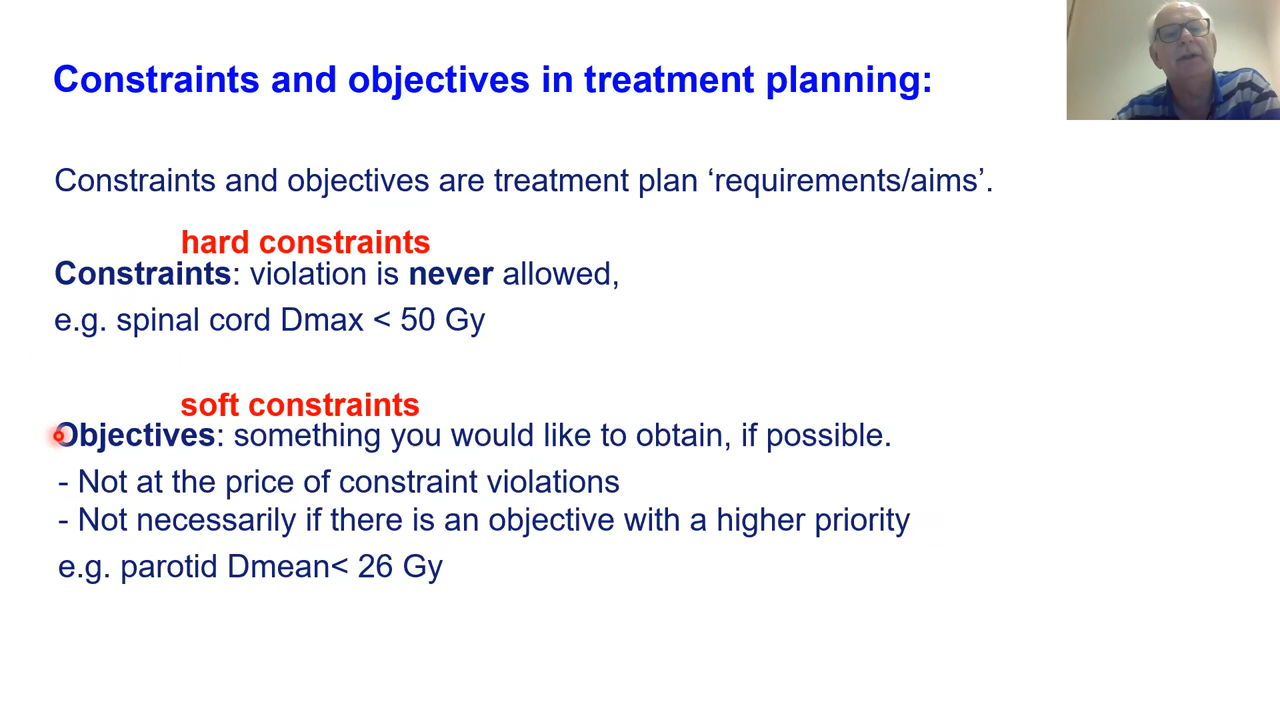 Constraints and objectives in treatment planning:
Constraints and objectives are treatment plan ‘requirements/aims’.
hard constraints
Constraints: violation is never allowed,
e.g. spinal cord Dmax < 50 Gy
soft constraints
Objectives: something you would like to obtain, if possible.
- Not at the price of constraint violations
- Not necessarily if there is an objective with a higher priority
e.g. parotid Dmean< 26 Gy